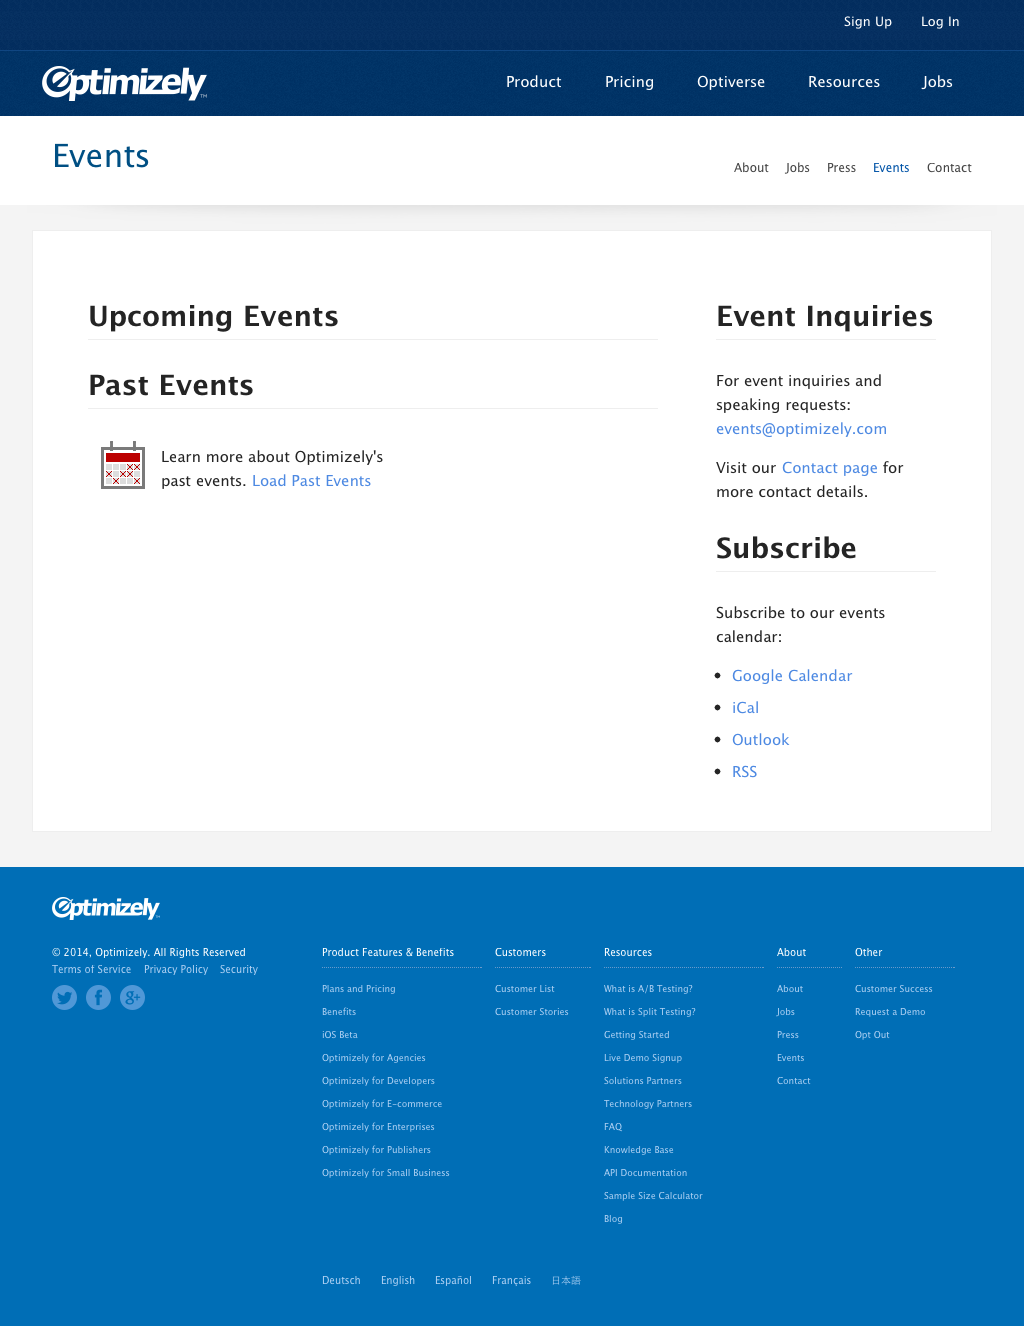 Sign Up Log In
Optimizely™ Product Pricing Optiverse Resources Jobs
Events
About Jobs Press Events Contact
Upcoming Events
Past Events
Learn more about Optimizely's
past events. Load Past Events
Event Inquiries
For event inquiries and
speaking requests:
events@optimizely.com
Visit our Contact page for
more contact details.
Subscribe
Subscribe to our events
calendar:
• Google Calendar
• iCal
• Outlook
• RSS
Optimizely™
© 2014, Optimizely. All Rights Reserved
Terms of Service Privacy Policy Security
Product Features & Benefits
Plans and Pricing
Benefits
iOS Beta
Optimizely for Agencies
Optimizely for Developers
Optimizely for E-commerce
Optimizely for Enterprises
Optimizely for Publishers
Optimizely for Small Business
Customers
Customer List
Customer Stories
Resources
What is A/B Testing?
What is Split Testing?
Getting Started
Live Demo Signup
Solutions Partners
Technology Partners
FAQ
Knowledge Base
API Documentation
Sample Size Calculator
Blog
About
About
Jobs
Press
Events
Contact
Other
Customer Success
Request a Demo
Opt Out
Deutsch English Español Français 日本語